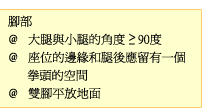 腳部
@ 大腿與小腿的角度≥90度
@ 座位的邊緣和腿後應留有一個
拳頭的空間
@ 雙腳平放地面